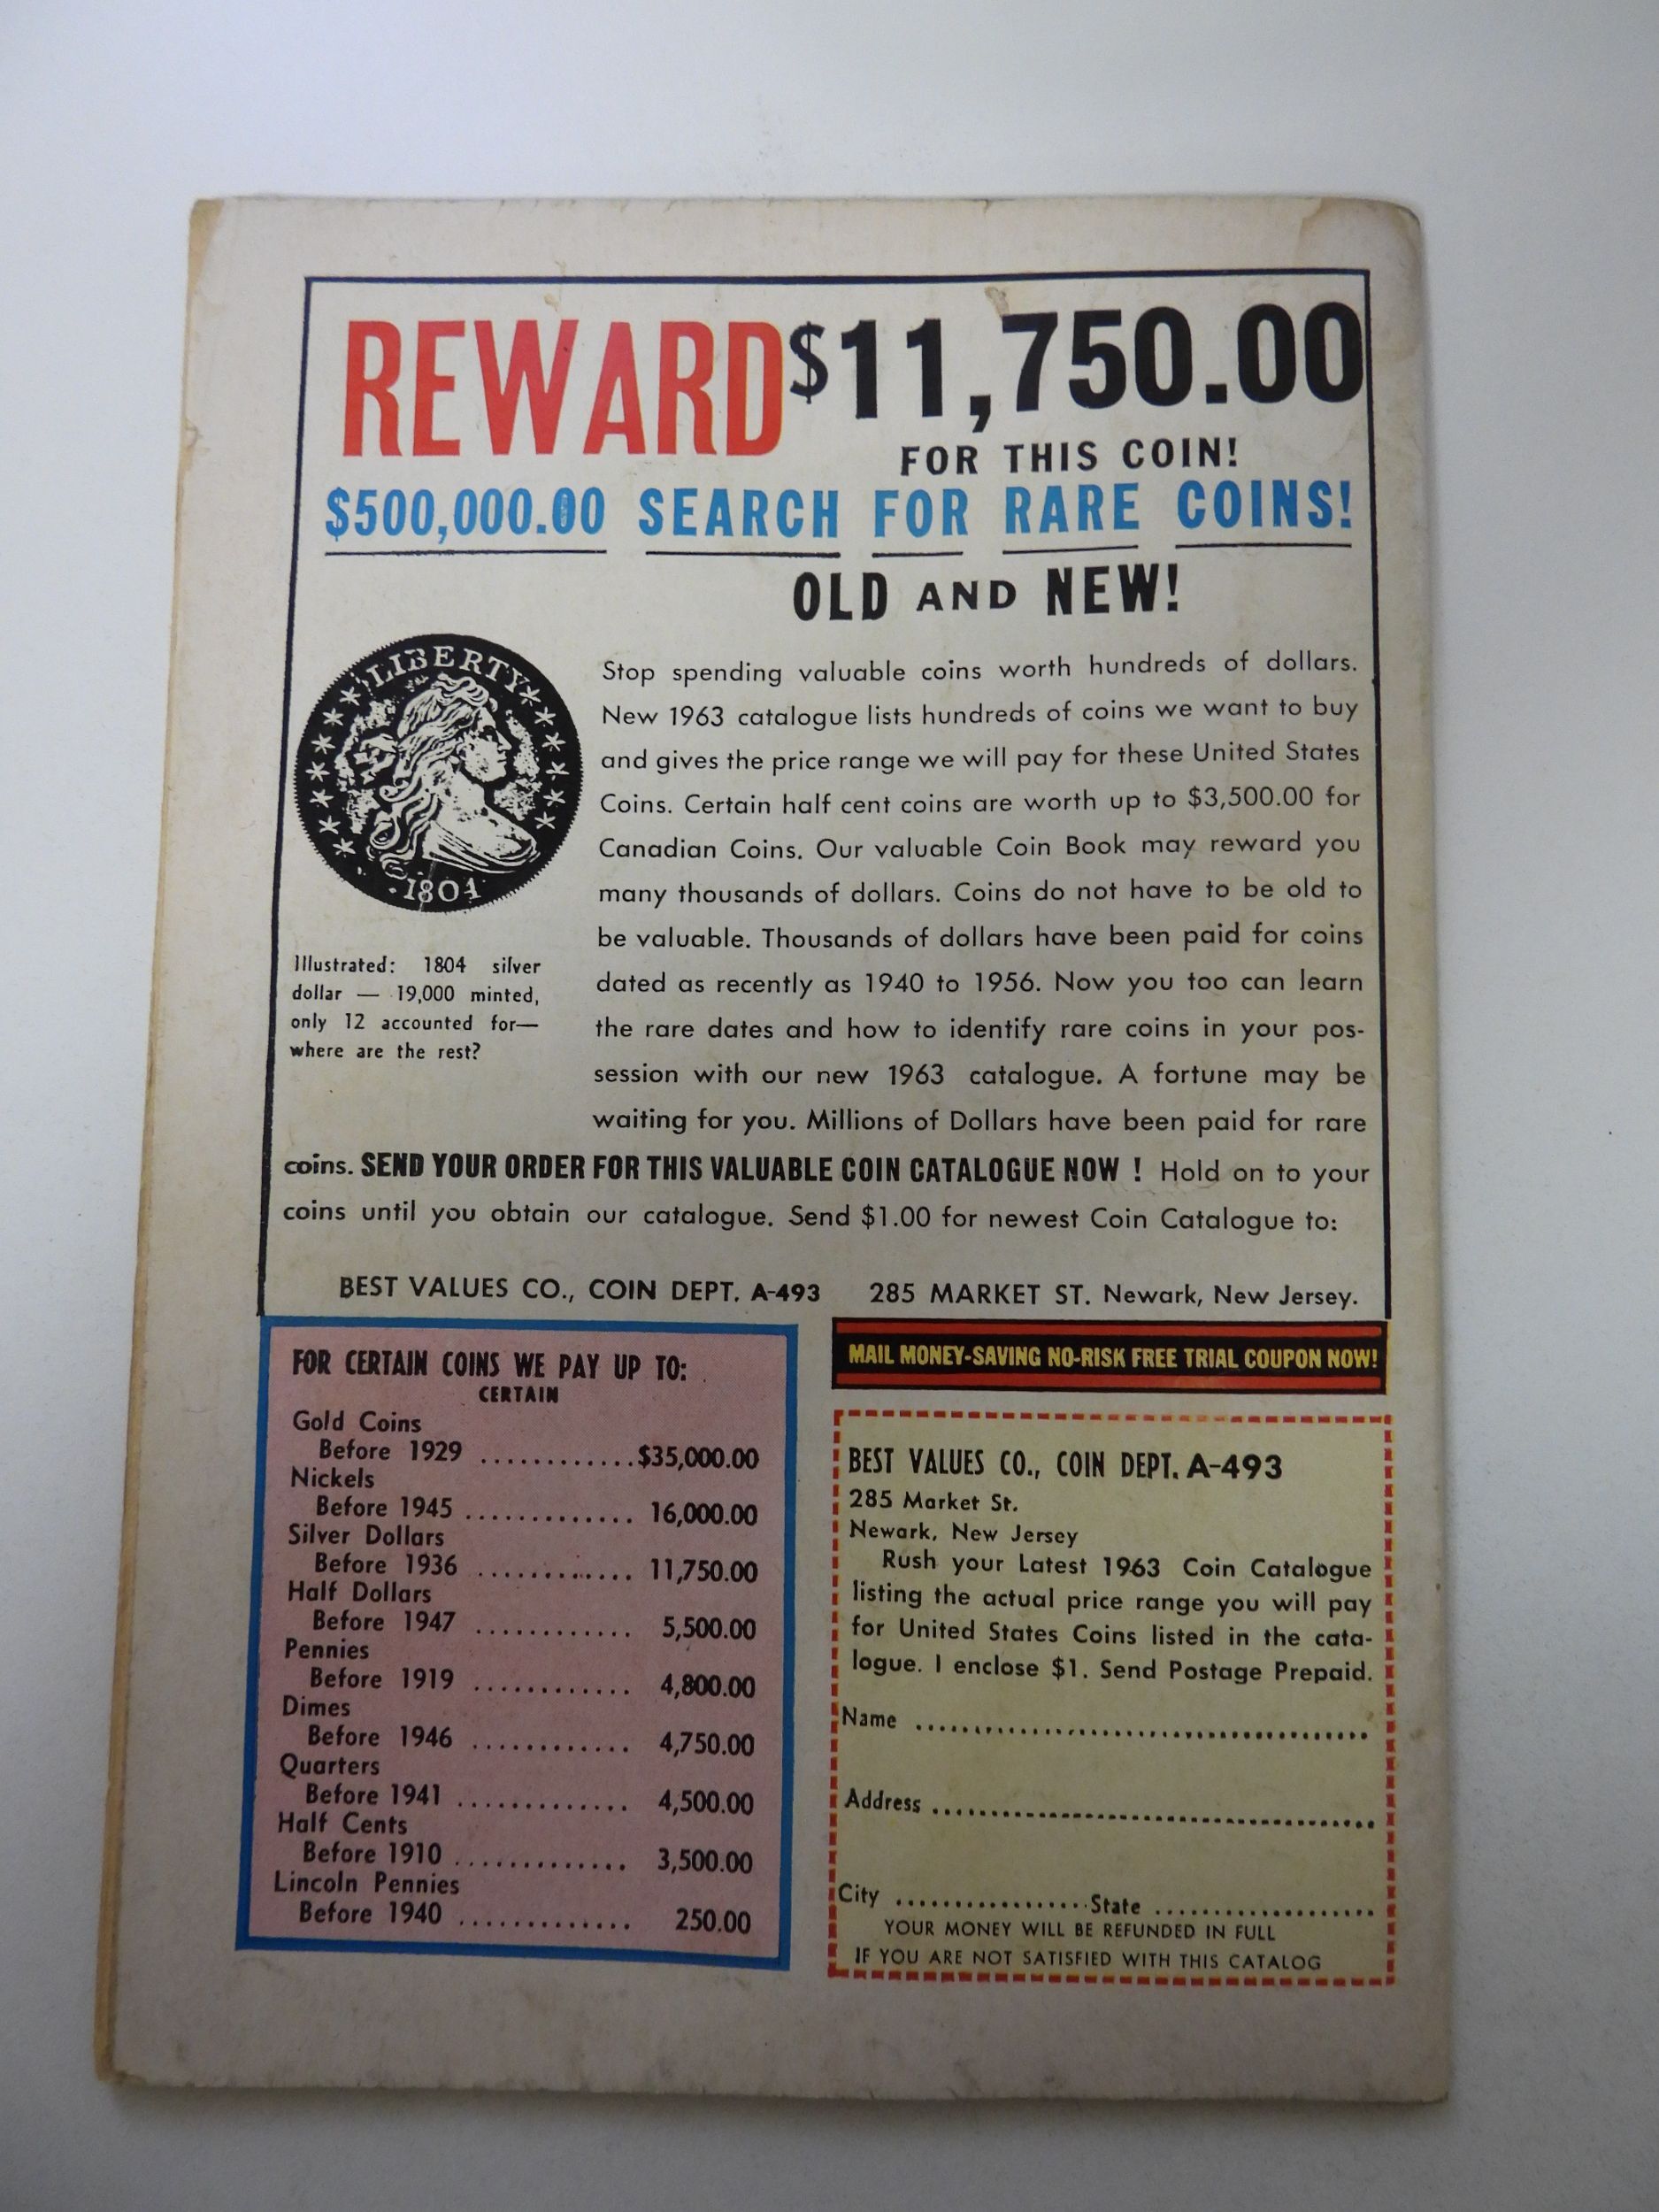 REWARD $11,750.00
FOR THIS COIN!
$500,000.00 SEARCH FOR RARE COINS!
OLD AND NEW!
LIBERTY
1804
Illustrated: 1804 silver
dollar — 19,000 minted,
only 12 accounted for—
where are the rest?
Stop spending valuable coins worth hundreds of dollars.
New 1963 catalogue lists hundreds of coins we want to buy
and gives the price range we will pay for these United States
Coins. Certain half cent coins are worth up to $3,500.00 for
Canadian Coins. Our valuable Coin Book may reward you
many thousands of dollars. Coins do not have to be old to
be valuable. Thousands of dollars have been paid for coins
dated as recently as 1940 to 1956. Now you too can learn
the rare dates and how to identify rare coins in your pos-
session with our new 1963 catalogue. A fortune may be
waiting for you. Millions of Dollars have been paid for rare
coins. SEND YOUR ORDER FOR THIS VALUABLE COIN CATALOGUE NOW ! Hold on to your
coins until you obtain our catalogue. Send $1.00 for newest Coin Catalogue to:
BEST VALUES CO., COIN DEPT. A-493 285 MARKET ST. Newark, New Jersey.
FOR CERTAIN COINS WE PAY UP TO:
CERTAIN
Gold Coins
Before 1929 ............$35,000.00
Nickels
Before 1945 ............. 16,000.00
Silver Dollars
Before 1936 ............ 11,750.00
Half Dollars
Before 1947 ............ 5,500.00
Pennies
Before 1919 ............ 4,800.00
Dimes
Before 1946 ............ 4,750.00
Quarters
Before 1941 ............. 4,500.00
Half Cents
Before 1910 ............. 3,500.00
Lincoln Pennies
Before 1940 ............. 250.00
MAIL MONEY-SAVING NO-RISK FREE TRIAL COUPON NOW!
BEST VALUES CO., COIN DEPT. A-493
285 Market St.
Newark, New Jersey
Rush your Latest 1963 Coin Catalogue
listing the actual price range you will pay
for United States Coins listed in the cata-
logue. I enclose $1. Send Postage Prepaid.
Name ........................................
Address ........................................
City .................State ....................
YOUR MONEY WILL BE REFUNDED IN FULL
IF YOU ARE NOT SATISFIED WITH THIS CATALOG